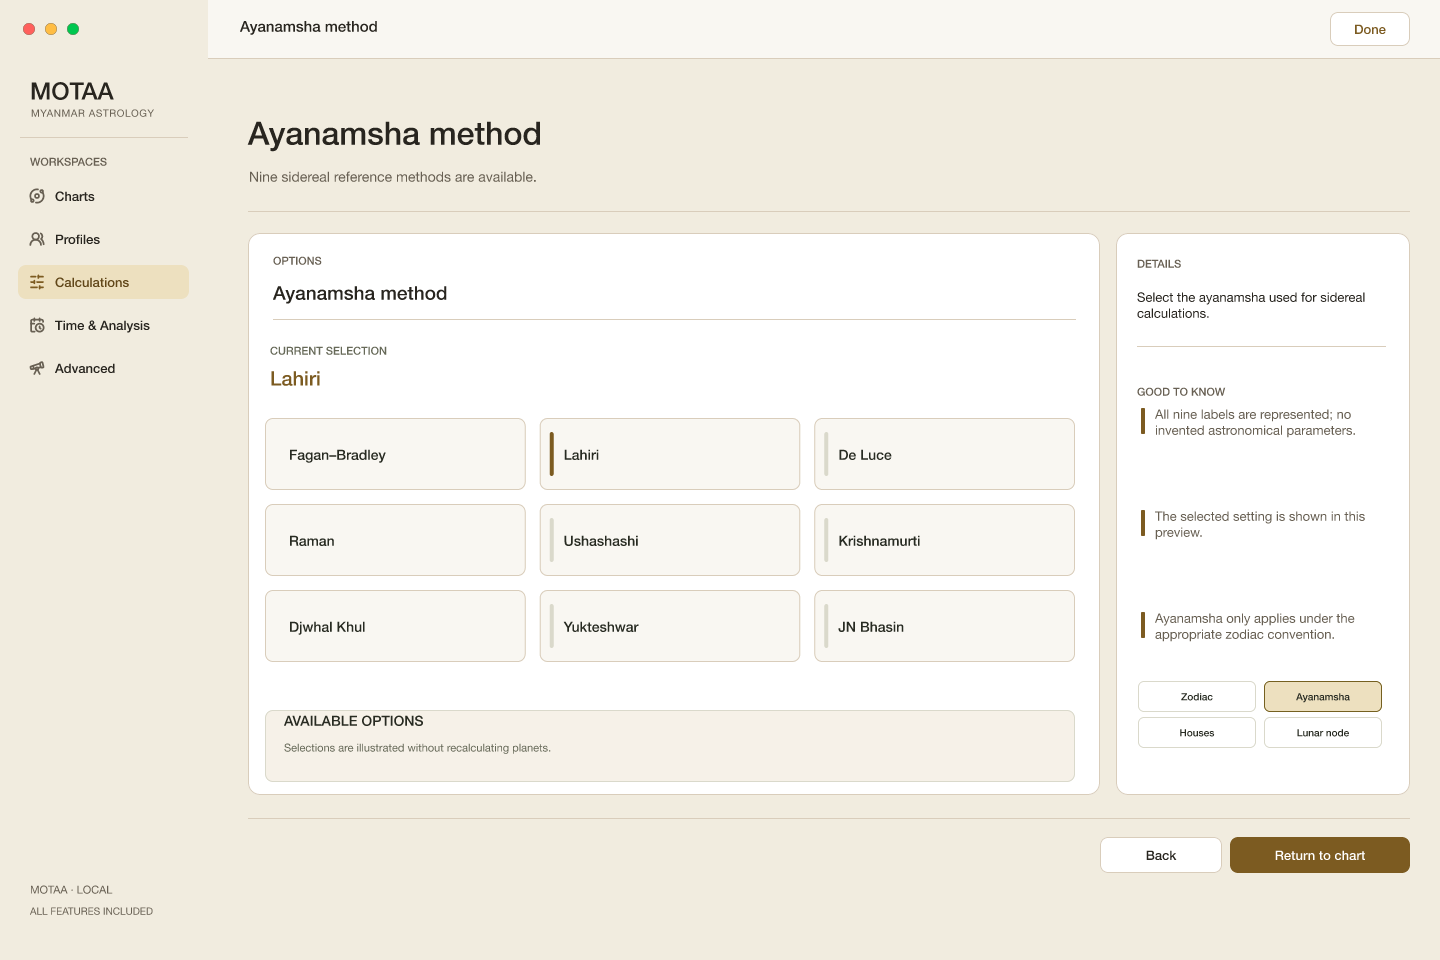 Ayanamsha method
Done
MOTAA
MYANMAR ASTROLOGY
WORKSPACES
Charts
Profiles
Calculations
Time & Analysis
Advanced
MOTAA · LOCAL
ALL FEATURES INCLUDED
Ayanamsha method
Nine sidereal reference methods are available.
OPTIONS
Ayanamsha method
CURRENT SELECTION
Lahiri
Fagan–Bradley
Lahiri
De Luce
Raman
Ushashashi
Krishnamurti
Djwhal Khul
Yukteshwar
JN Bhasin
AVAILABLE OPTIONS
Selections are illustrated without recalculating planets.
DETAILS
Select the ayanamsha used for sidereal
calculations.
GOOD TO KNOW
All nine labels are represented; no
invented astronomical parameters.
The selected setting is shown in this
preview.
Ayanamsha only applies under the
appropriate zodiac convention.
Zodiac
Ayanamsha
Houses
Lunar node
Back
Return to chart